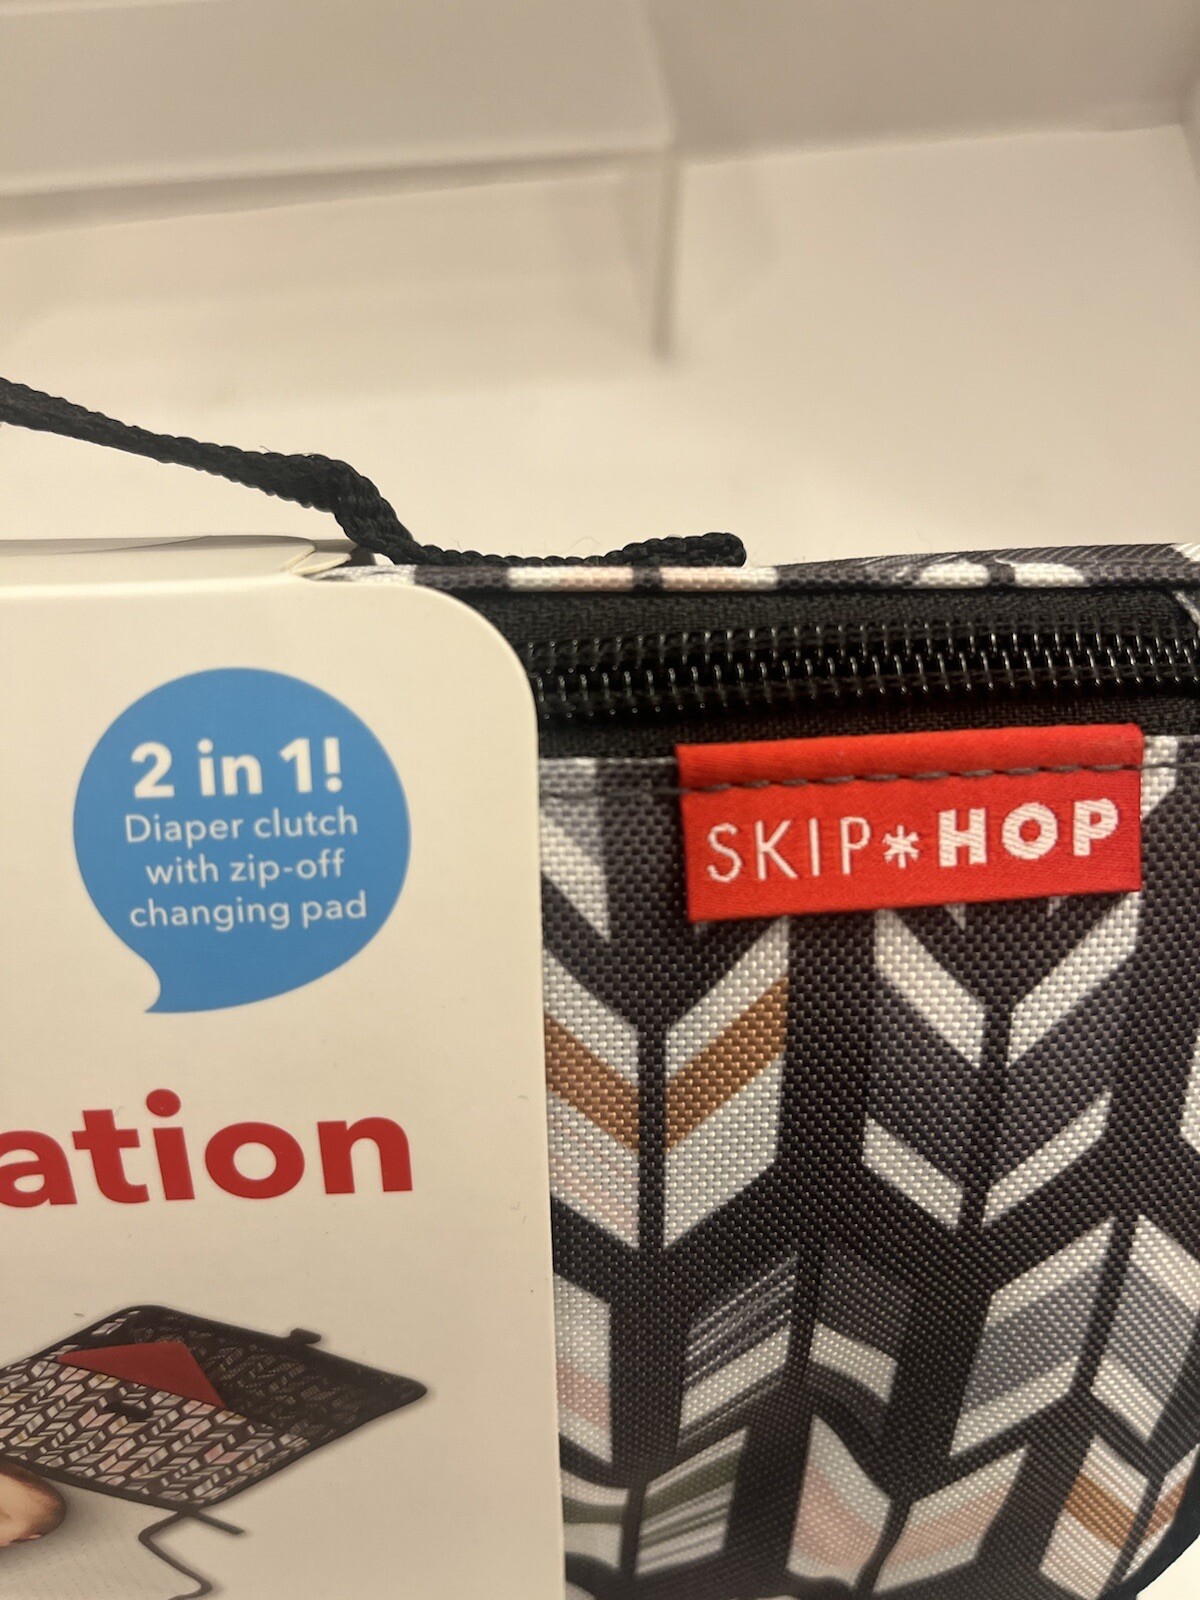 2 in 1!
Diaper clutch
with zip-off
changing pad
SKIP*HOP
ation